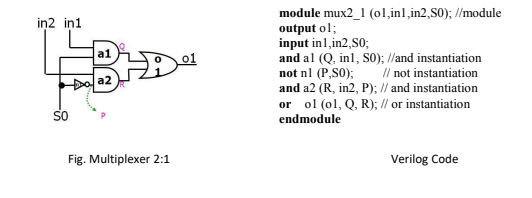 in2 in1
Q
a1
o
1
o1
a2
R
S0
P
Fig. Multiplexer 2:1
module mux2_1 (o1,in1,in2,S0); //module
output o1;
input in1,in2,S0;
and a1 (Q, in1, S0); //and instantiation
not n1 (P,S0); // not instantiation
and a2 (R, in2, P); // and instantiation
or o1 (o1, Q, R); // or instantiation
endmodule
Verilog Code